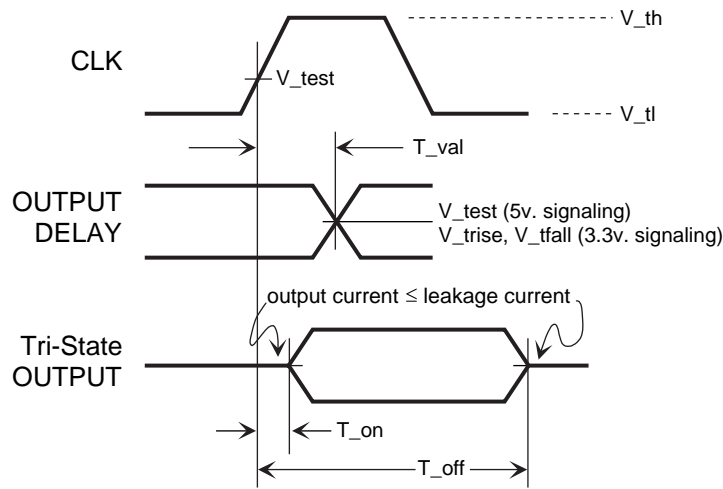 V_th
CLK
V_test
V_tl
T_val
OUTPUT
DELAY
V_test (5v. signaling)
V_trise, V_tfall (3.3v. signaling)
output current ≤ leakage current
Tri-State
OUTPUT
T_on
T_off